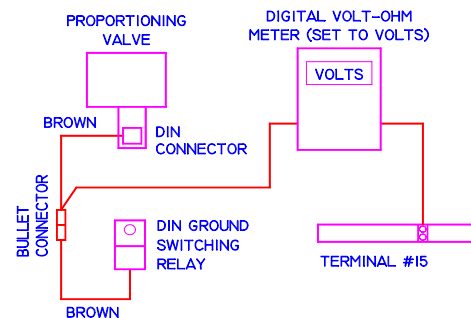 PROPORTIONING
VALVE
DIGITAL VOLT-OHM
METER (SET TO VOLTS)
VOLTS
BROWN
DIN
CONNECTOR
BULLET
CONNECTOR
DIN GROUND
SWITCHING
RELAY
TERMINAL #15
BROWN